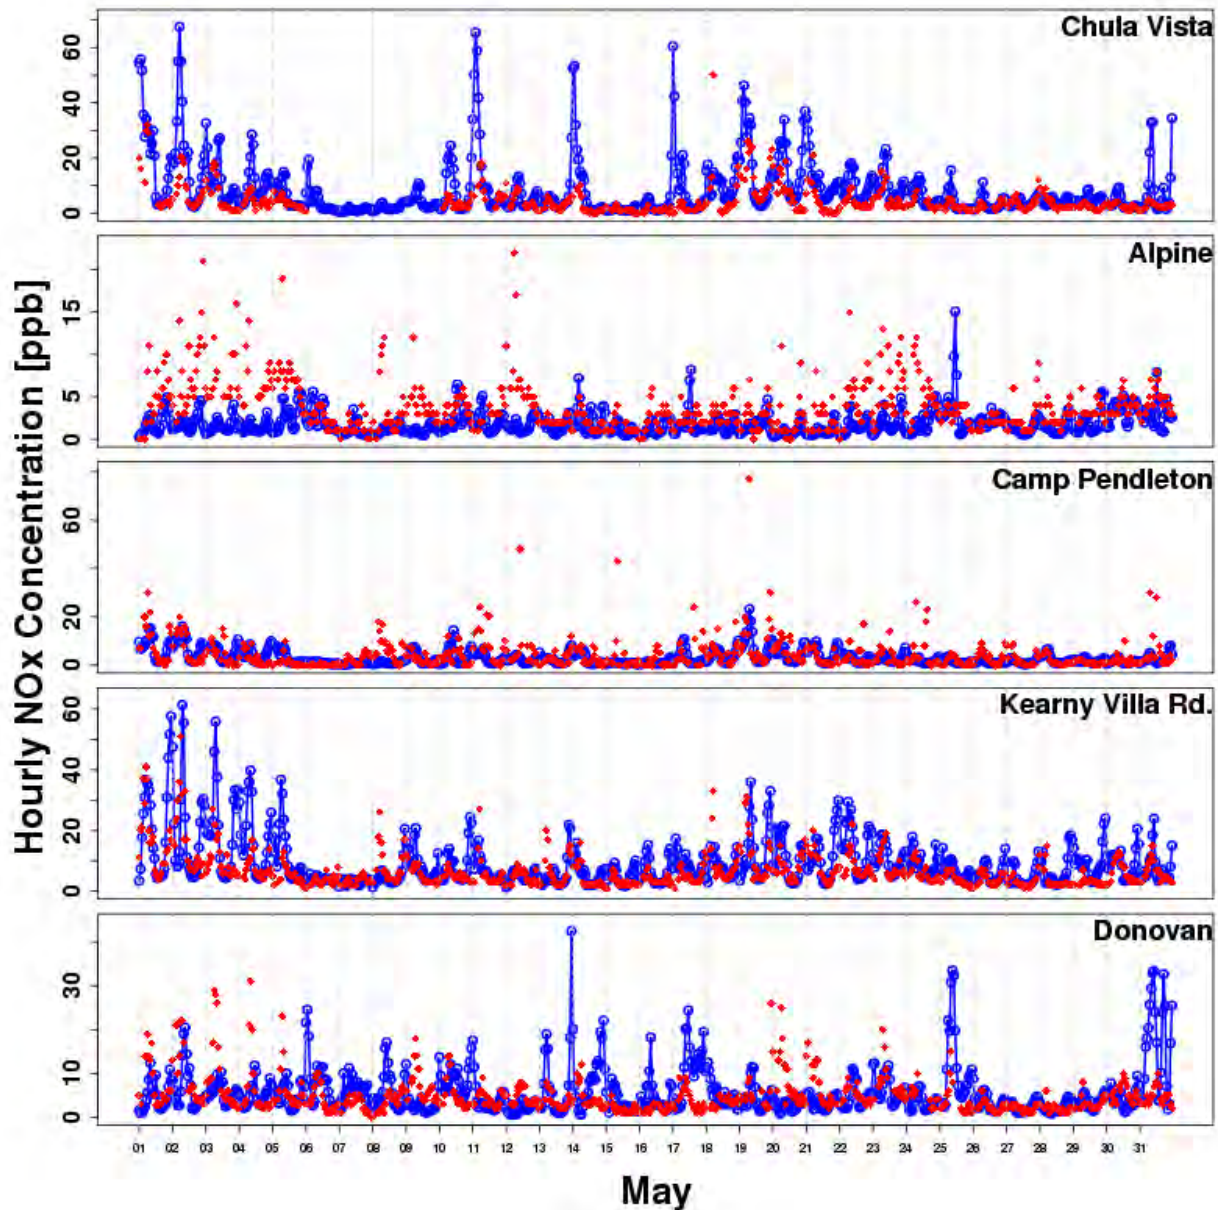 Hourly NOx Concentration [ppb]
Chula Vista
60
40
20
0
Alpine
15
5
0
Camp Pendleton
60
20
0
Kearny Villa Rd.
60
40
20
0
Donovan
30
10
0
01 02 03 04 05 06 07 08 09 10 11 12 13 14 15 16 17 18 19 20 21 22 23 24 25 26 27 28 29 30 31
May